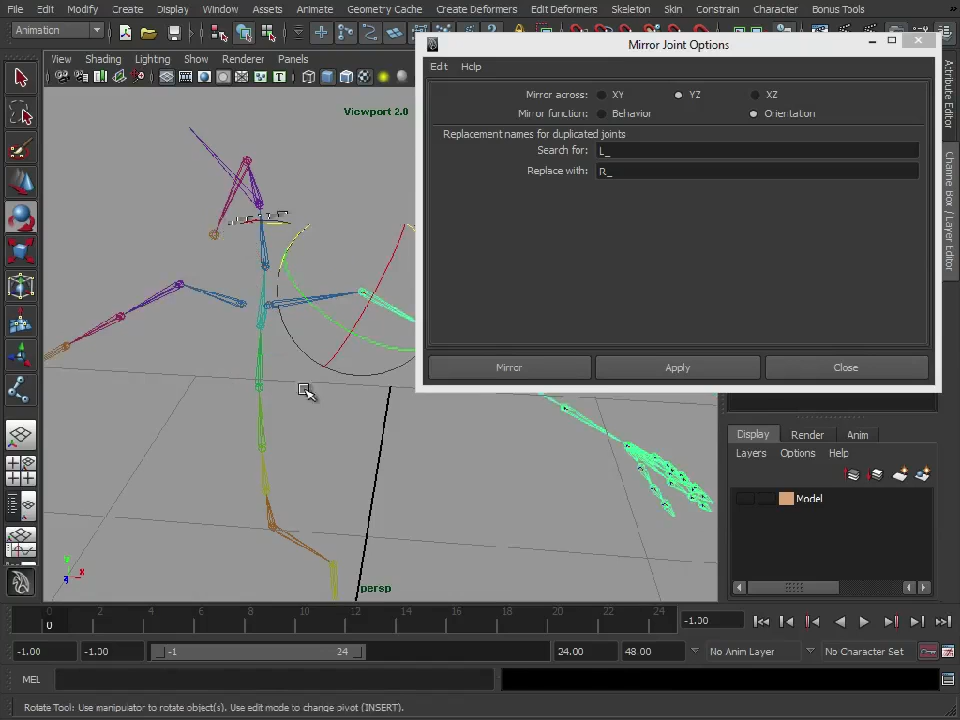 File Edit Modify Create Display Window Assets Animate Geometry Cache Create Deformers Edit Deformers Skeleton Skin Constrain Character Bonus Tools
Animation
Mirror Joint Options
View Shading Lighting Show Renderer Panels
Edit Help
Viewport 2.0
Mirror across: XY YZ XZ
Mirror function: Behavior Orientation
Replacement names for duplicated joints
Search for: L_
Replace with: R_
Mirror Apply Close
Attribute Editor
Channel Box / Layer Editor
Display Render Anim
Layers Options Help
Model
y
x
z
persp
0 2 4 6 8 10 12 14 16 18 20 22 24
0
-1.00
-1.00 -1.00 -1 24 24.00 48.00 No Anim Layer No Character Set
MEL
Rotate Tool: Use manipulator to rotate object(s). Use edit mode to change pivot (INSERT).